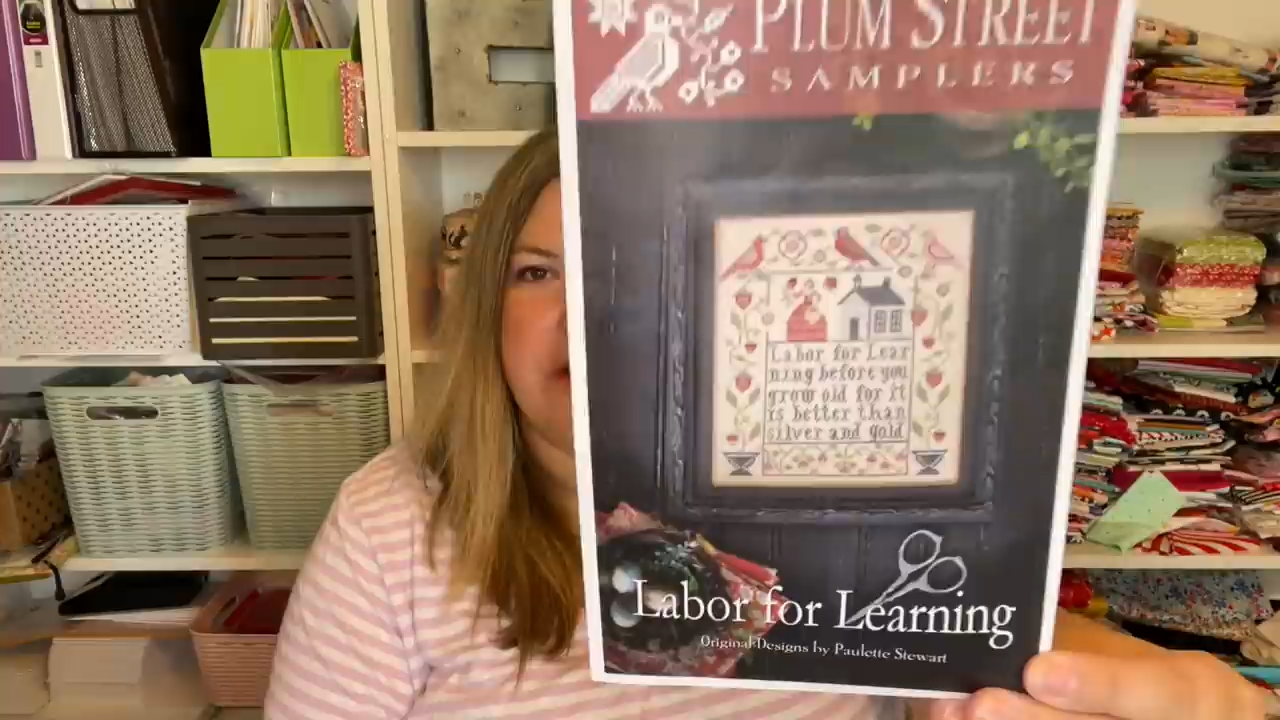 PLUM STREET
SAMPLERS
Labor for Lear
ning before you
grow old for it
is better than
silver and gold
Labor for Learning
Original Designs by Paulette Stewart